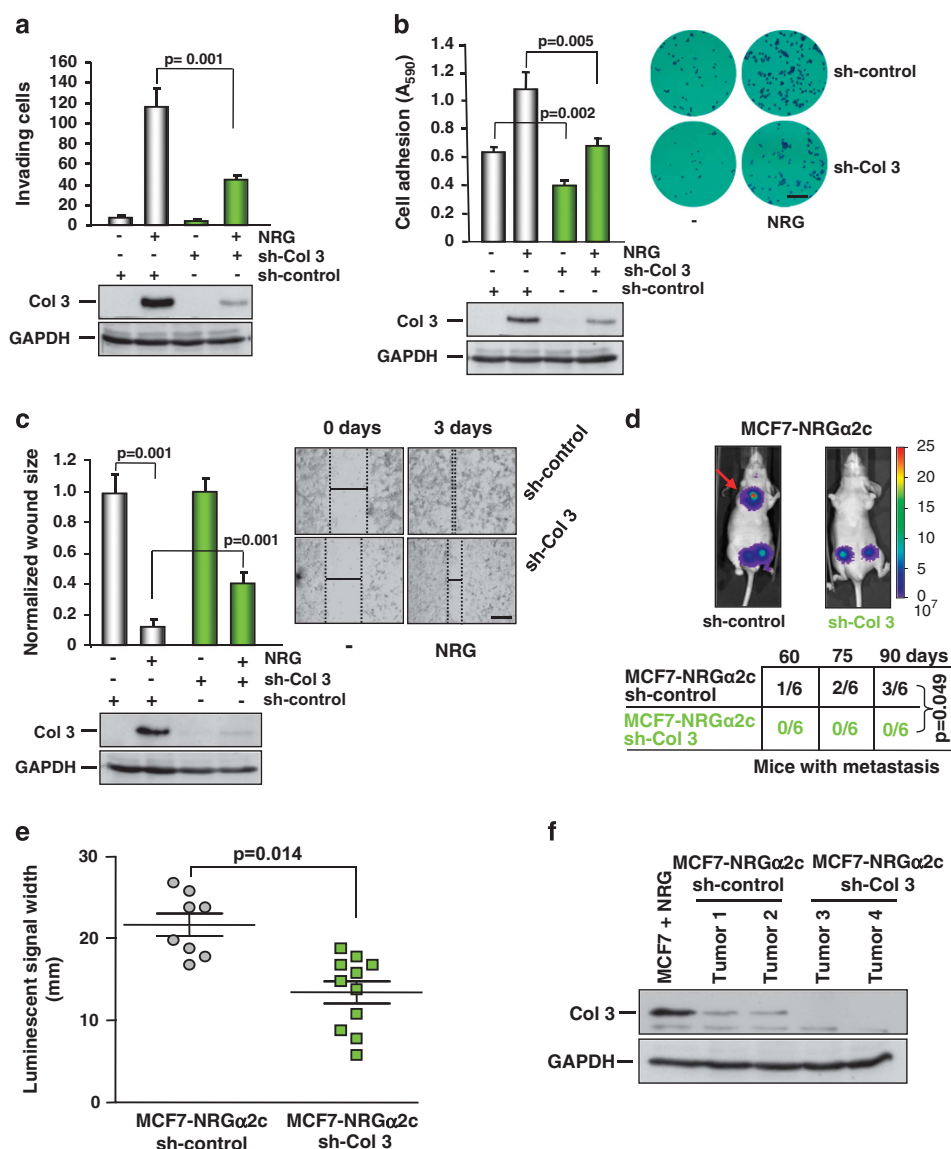 a
Invading cells
160
140
120
100
80
60
40
20
0
p= 0.001
- + - + NRG
- - + + sh-Col 3
+ + - - sh-control
Col 3
GAPDH
b
Cell adhesion (A590)
1.4
1.2
1.0
0.8
0.6
0.4
0.2
0
p=0.005
p=0.002
- + - + NRG
- - + + sh-Col 3
+ + - - sh-control
Col 3
GAPDH
sh-control
sh-Col 3
- NRG
c
Normalized wound size
1.2
1.0
0.8
0.6
0.4
0.2
0
p=0.001
p=0.001
- + - + NRG
- - + + sh-Col 3
+ + - - sh-control
Col 3
GAPDH
0 days 3 days
sh-control
sh-Col 3
- NRG
d
MCF7-NRGα2c
25
20
15
10
5
0
10^7
sh-control sh-Col 3
60 75 90 days
MCF7-NRGα2c
sh-control 1/6 2/6 3/6
MCF7-NRGα2c
sh-Col 3 0/6 0/6 0/6
p=0.049
Mice with metastasis
e
Luminescent signal width
(mm)
30
20
10
0
p=0.014
MCF7-NRGα2c
sh-control
MCF7-NRGα2c
sh-Col 3
f
MCF7 + NRG
MCF7-NRGα2c
sh-control
MCF7-NRGα2c
sh-Col 3
Tumor 1
Tumor 2
Tumor 3
Tumor 4
Col 3
GAPDH